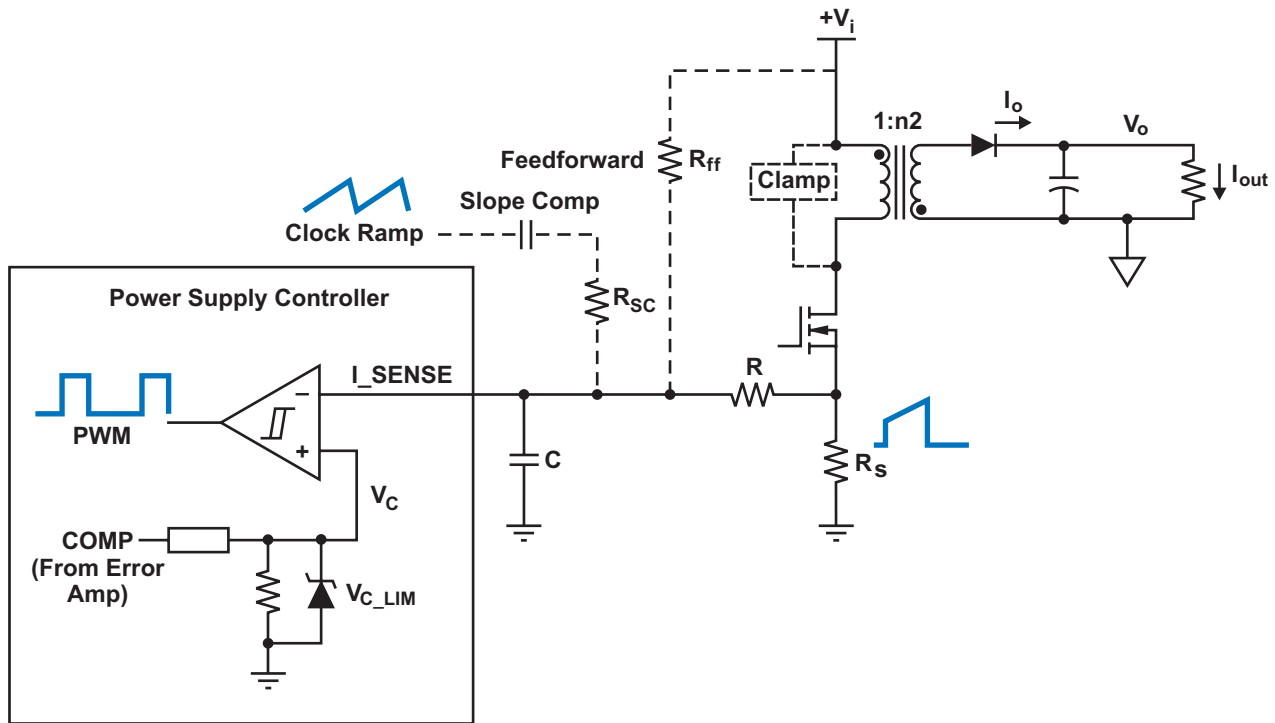 +Vi
Io
1:n2
Vo
Feedforward
Rff
Clamp
Iout
Slope Comp
Clock Ramp
RSC
Power Supply Controller
I_SENSE
R
PWM
−
+
C
Rs
VC
COMP
(From Error
Amp)
VC_LIM